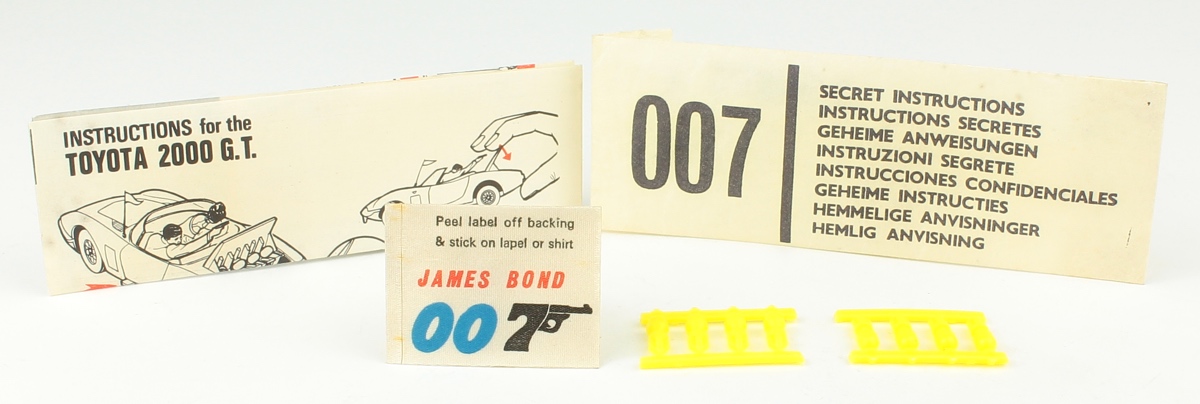 INSTRUCTIONS for the
TOYOTA 2000 G.T.
007
SECRET INSTRUCTIONS
INSTRUCTIONS SECRETES
GEHEIME ANWEISUNGEN
INSTRUZIONI SEGRETE
INSTRUCCIONES CONFIDENCIALES
GEHEIME INSTRUCTIES
HEMMELIGE ANVISNINGER
HEMLIG ANVISNING
Peel label off backing
& stick on lapel or shirt
JAMES BOND
007